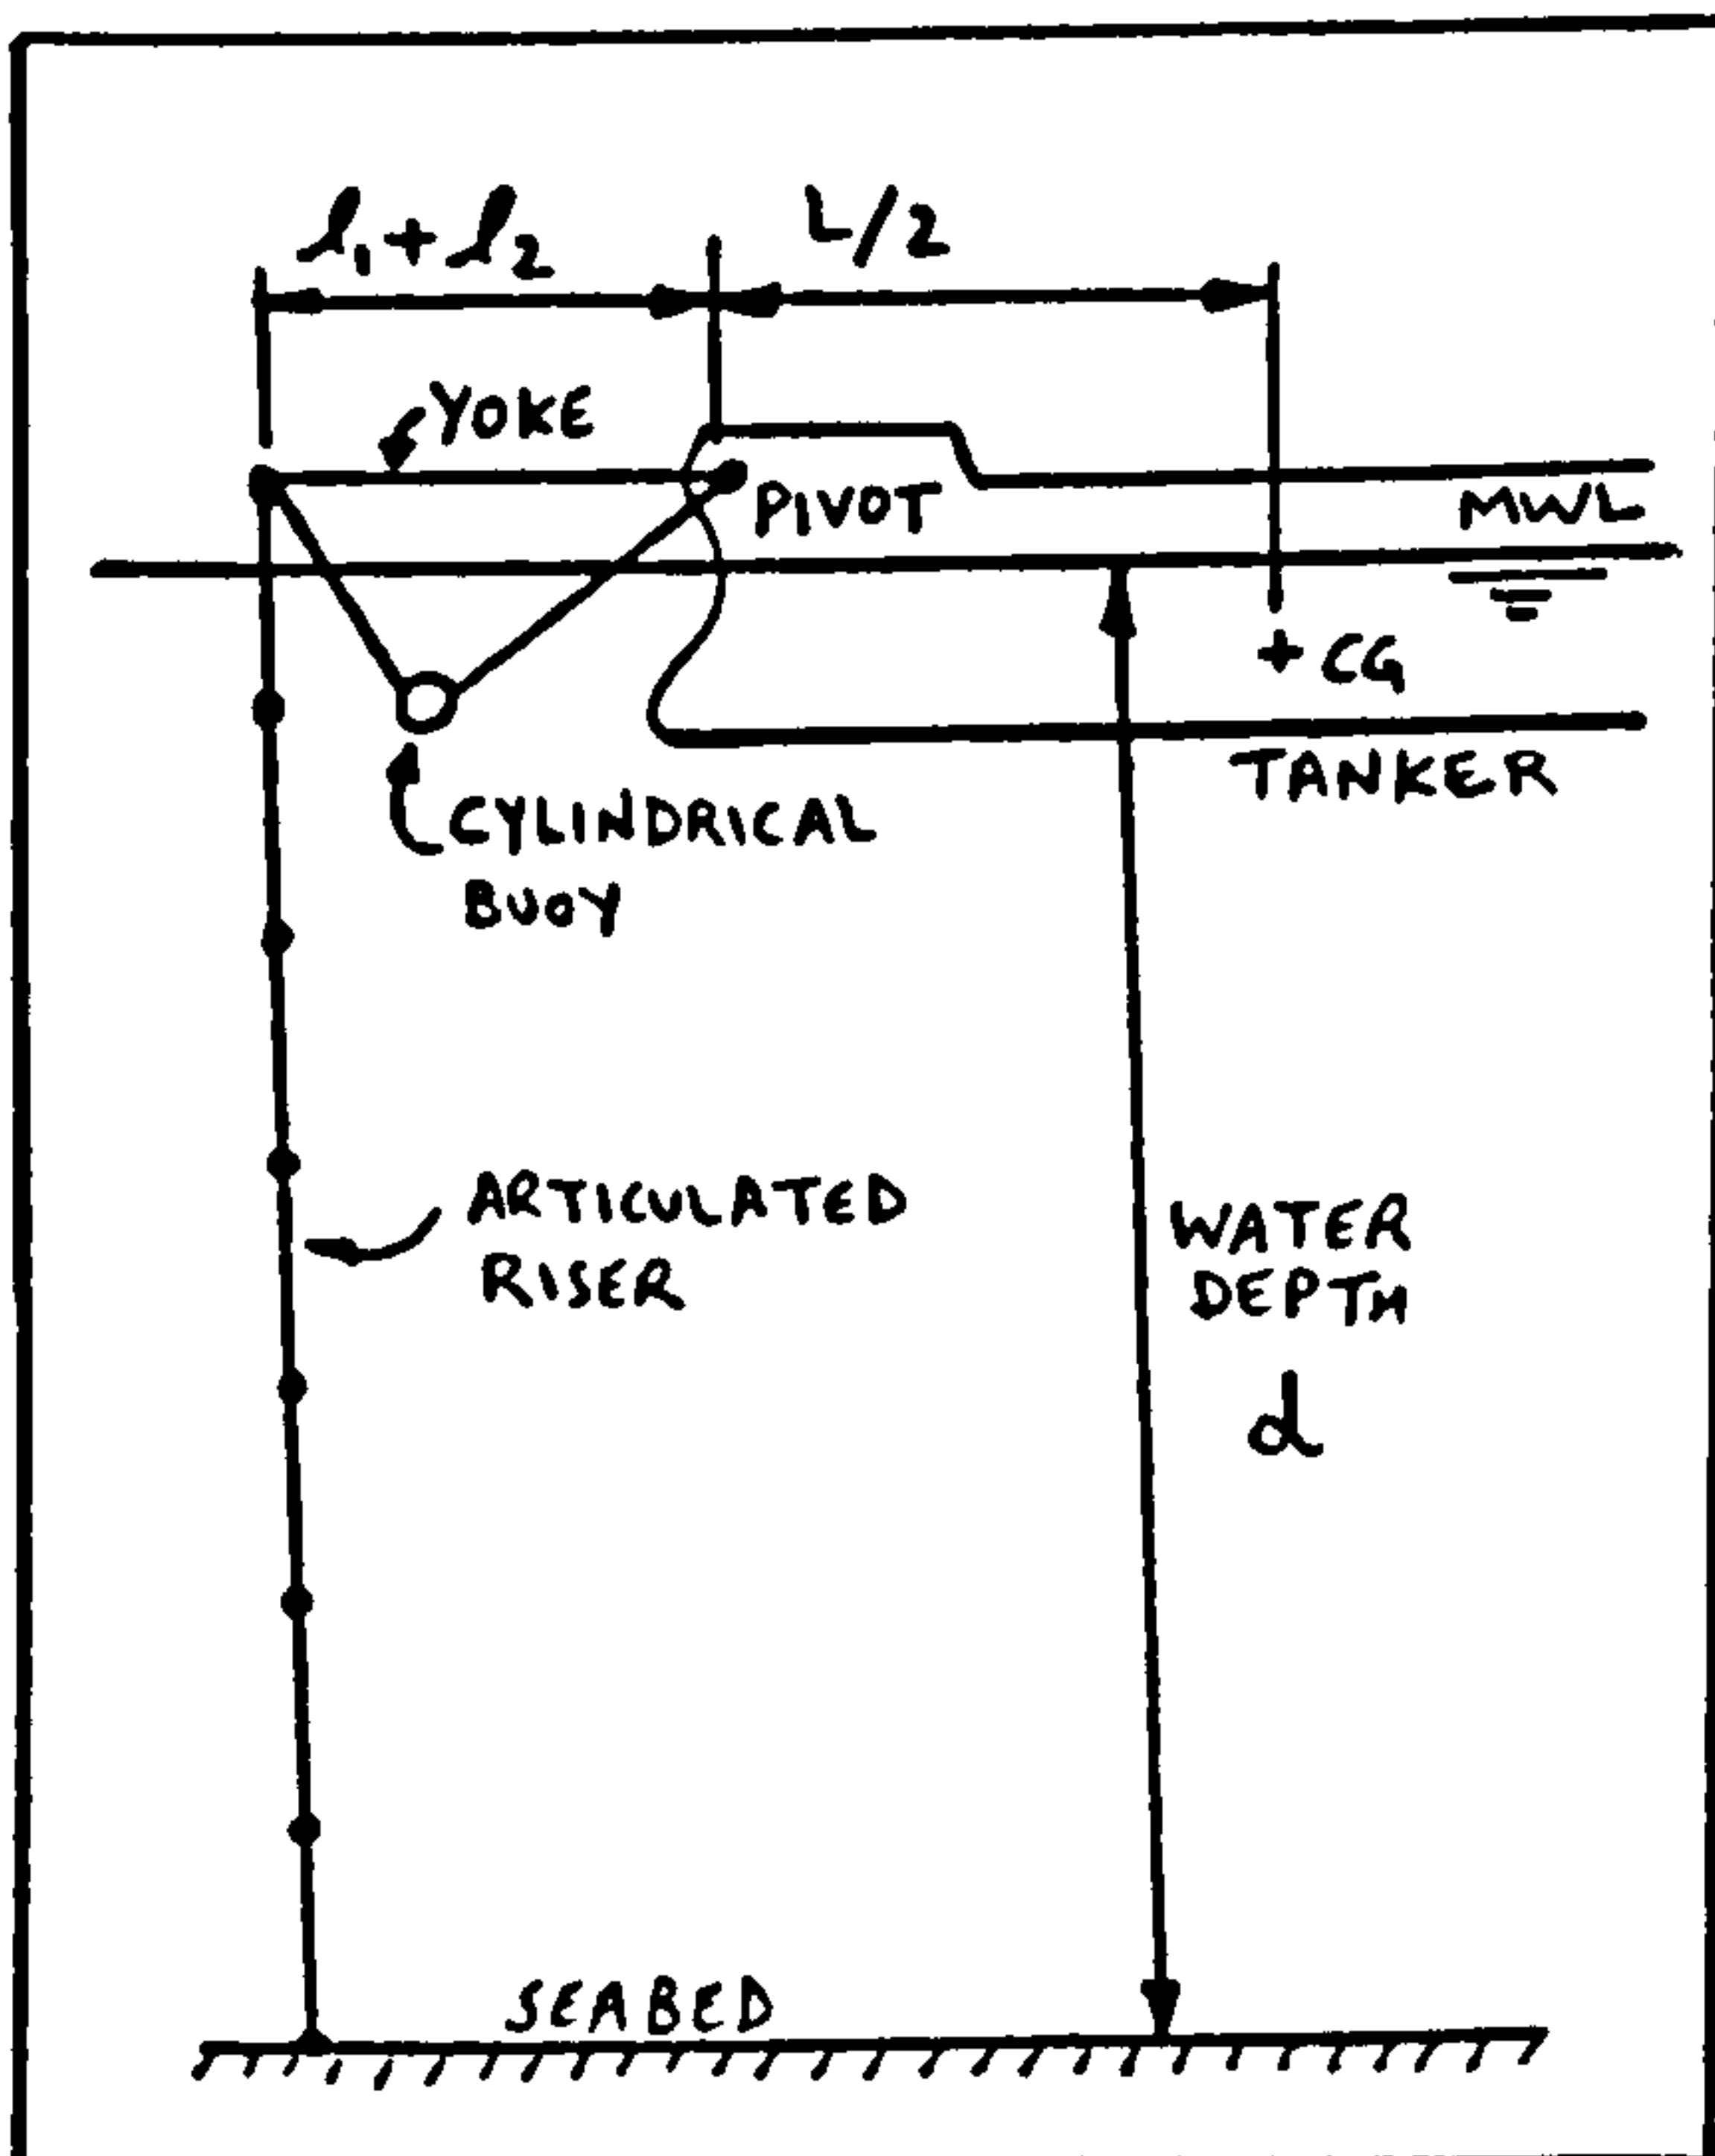 l₁+l₂
L/2
YOKE
PIVOT
MWL
+ CG
TANKER
CYLINDRICAL
BUOY
ARTICULATED
RISER
WATER
DEPTH
d
SEABED